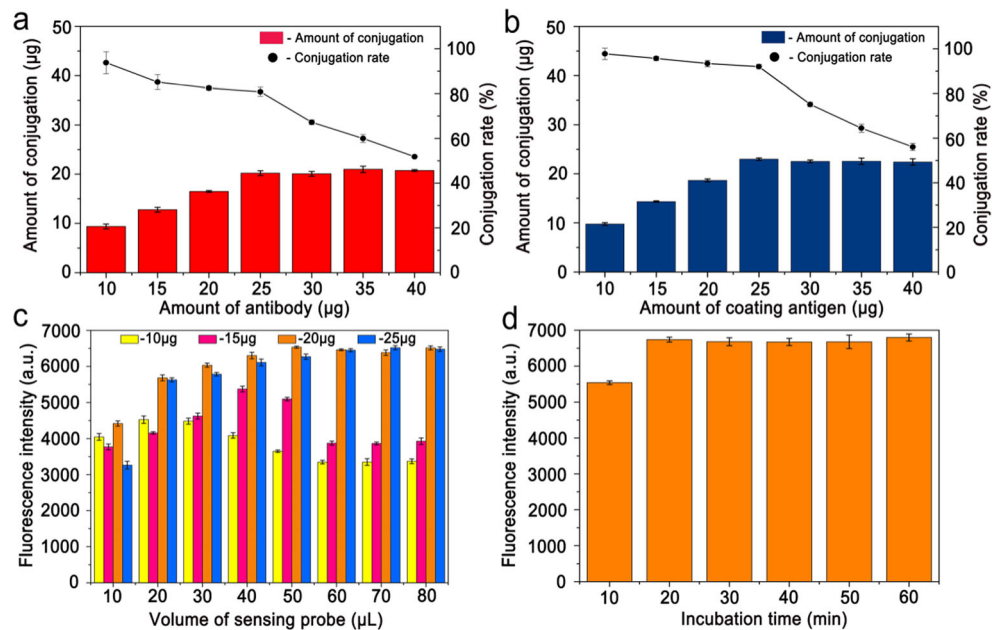 a
50
40
30
20
10
0
Amount of conjugation (µg)
- Amount of conjugation
- Conjugation rate
100
80
60
40
20
0
Conjugation rate (%)
10 15 20 25 30 35 40
Amount of antibody (µg)
b
50
40
30
20
10
0
Amount of conjugation (µg)
- Amount of conjugation
- Conjugation rate
100
80
60
40
20
0
Conjugation rate (%)
10 15 20 25 30 35 40
Amount of coating antigen (µg)
c
7000
6000
5000
4000
3000
2000
1000
0
Fluorescence intensity (a.u.)
-10µg -15µg -20µg -25µg
10 20 30 40 50 60 70 80
Volume of sensing probe (µL)
d
7000
6000
5000
4000
3000
2000
1000
0
Fluorescence intensity (a.u.)
10 20 30 40 50 60
Incubation time (min)